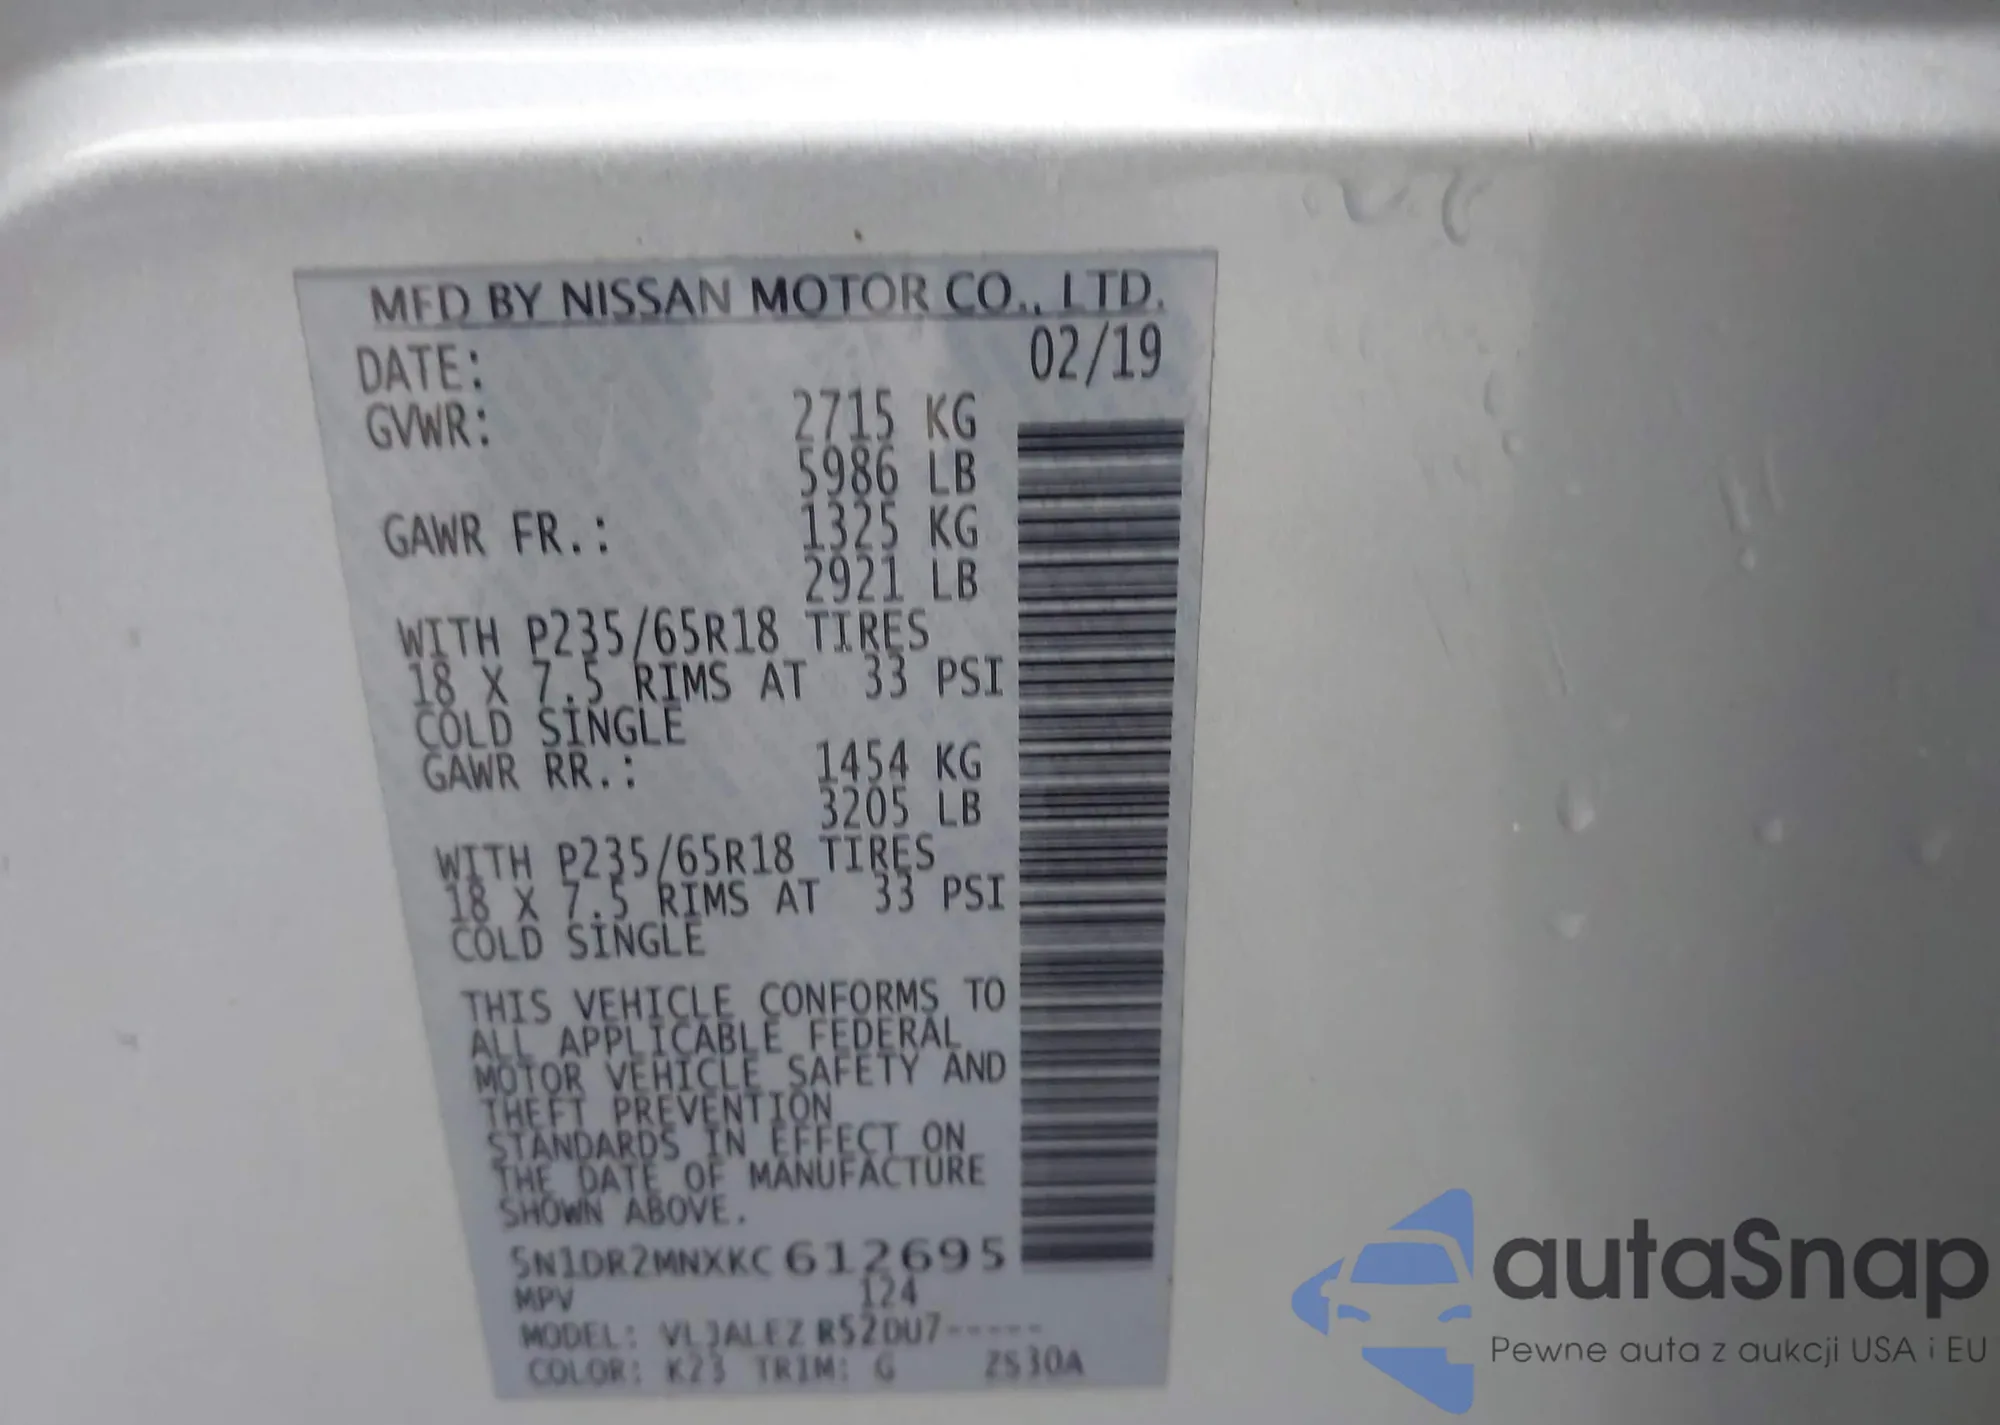 MFD BY NISSAN MOTOR CO., LTD.
DATE: 02/19
GVWR: 2715 KG
5986 LB
GAWR FR.: 1325 KG
2921 LB
WITH P235/65R18 TIRES
18 X 7.5 RIMS AT 33 PSI
COLD SINGLE
GAWR RR.: 1454 KG
3205 LB
WITH P235/65R18 TIRES
18 X 7.5 RIMS AT 33 PSI
COLD SINGLE
THIS VEHICLE CONFORMS TO
ALL APPLICABLE FEDERAL
MOTOR VEHICLE SAFETY AND
THEFT PREVENTION
STANDARDS IN EFFECT ON
THE DATE OF MANUFACTURE
SHOWN ABOVE.
5N1DR2MNXKC612695
MPV 124
MODEL: VLJALEZ R52DU7-----
COLOR: K23 TRIM: G 2S30A
autaSnap
Pewne auta z aukcji USA i EU